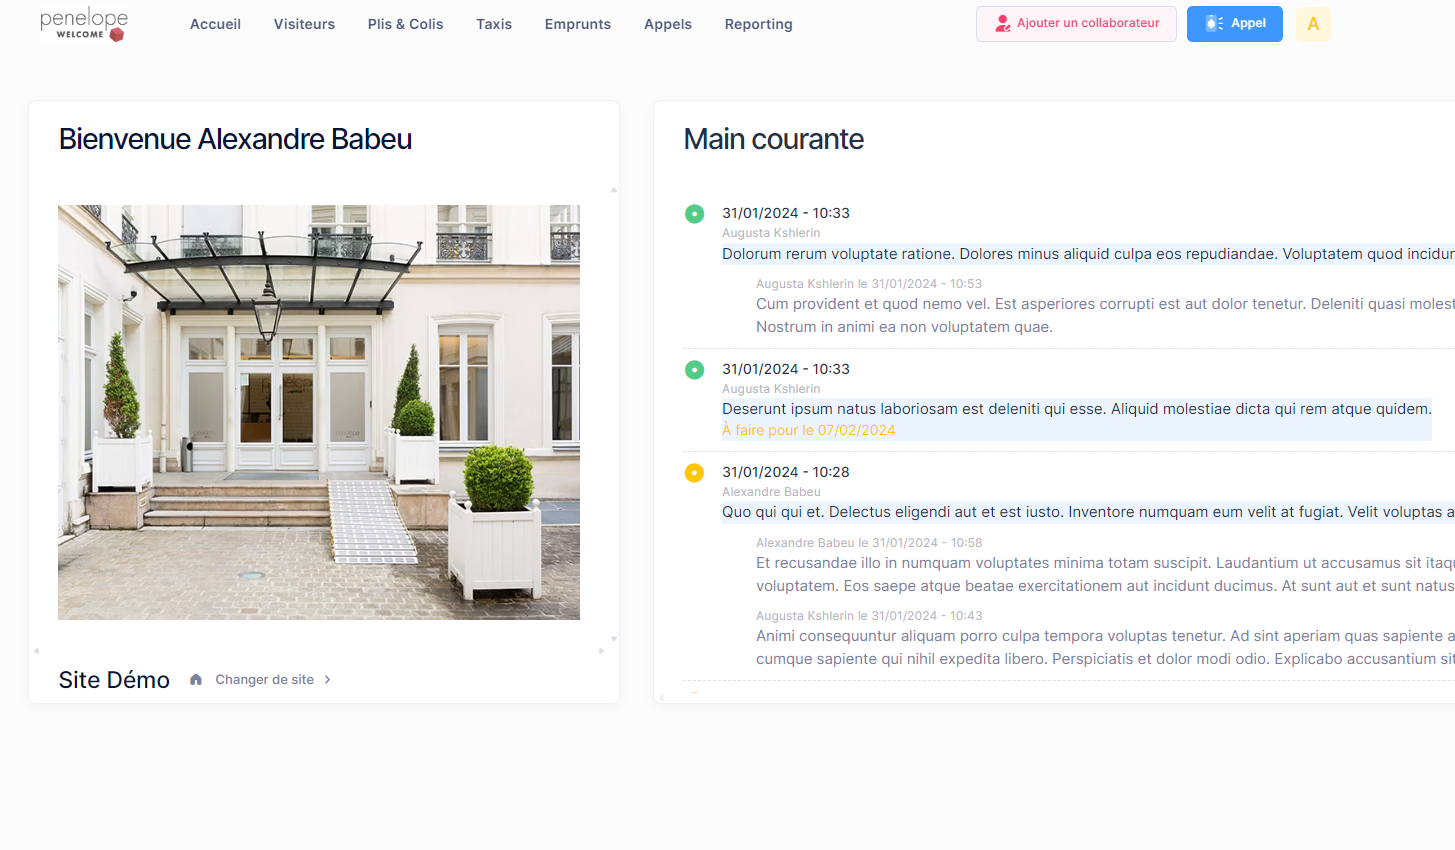 penelope
WELCOME
Accueil
Visiteurs
Plis & Colis
Taxis
Emprunts
Appels
Reporting
Ajouter un collaborateur
Appel
A
Bienvenue Alexandre Babeu
Site Démo
Changer de site
Main courante
31/01/2024 - 10:33
Augusta Kshlerin
Dolorum rerum voluptate ratione. Dolores minus aliquid culpa eos repudiandae. Voluptatem quod incidun
Augusta Kshlerin le 31/01/2024 - 10:53
Cum provident et quod nemo vel. Est asperiores corrupti est aut dolor tenetur. Deleniti quasi molest
Nostrum in animi ea non voluptatem quae.
31/01/2024 - 10:33
Augusta Kshlerin
Deserunt ipsum natus laboriosam est deleniti qui esse. Aliquid molestiae dicta qui rem atque quidem.
À faire pour le 07/02/2024
31/01/2024 - 10:28
Alexandre Babeu
Quo qui qui et. Delectus eligendi aut et est iusto. Inventore numquam eum velit at fugiat. Velit voluptas a
Alexandre Babeu le 31/01/2024 - 10:58
Et recusandae illo in numquam voluptates minima totam suscipit. Laudantium ut accusamus sit itaqu
voluptatem. Eos saepe atque beatae exercitationem aut incidunt ducimus. At sunt aut et sunt natus
Augusta Kshlerin le 31/01/2024 - 10:43
Animi consequuntur aliquam porro culpa tempora voluptas tenetur. Ad sint aperiam quas sapiente a
cumque sapiente qui nihil expedita libero. Perspiciatis et dolor modi odio. Explicabo accusantium sit